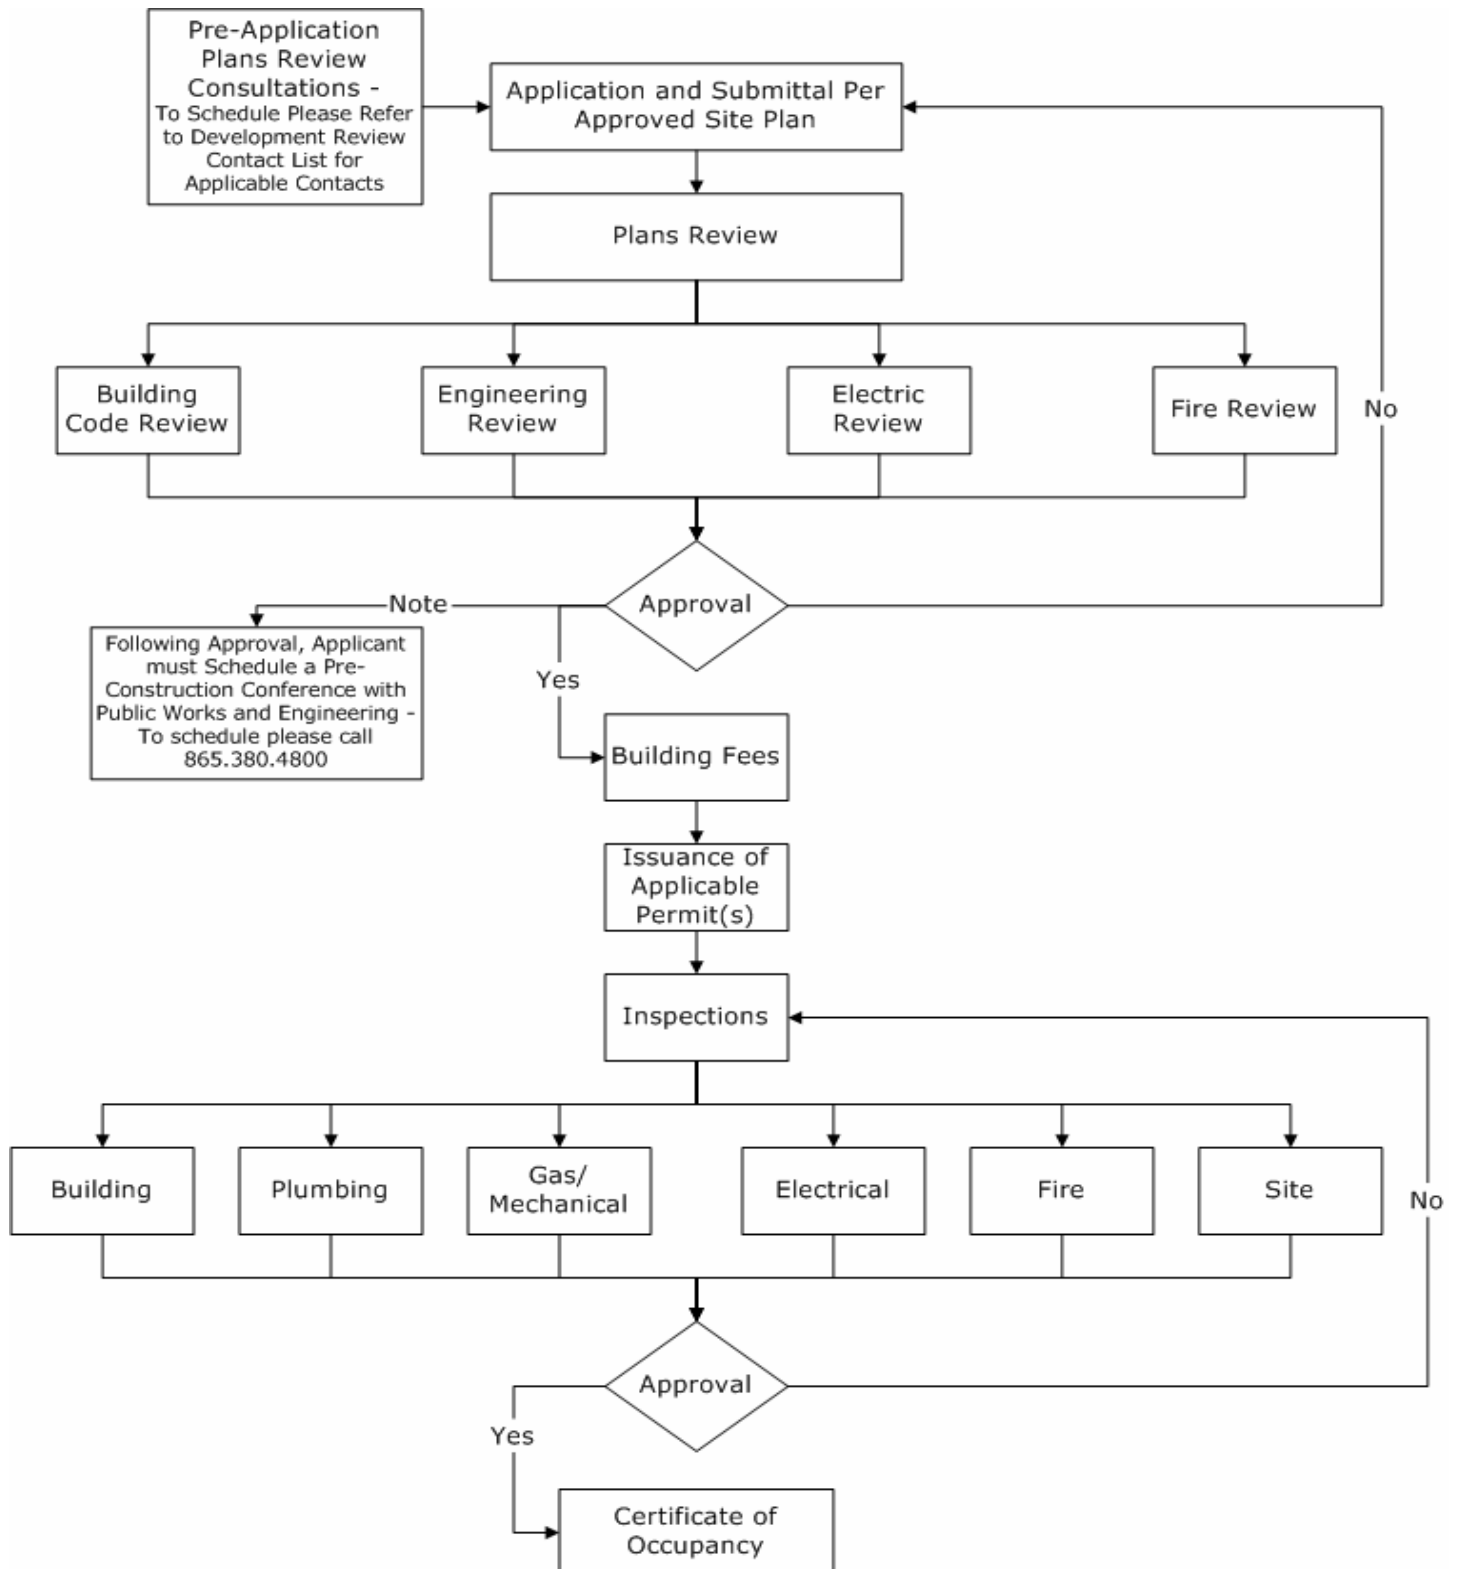 Pre-Application
Plans Review
Consultations -
To Schedule Please Refer
to Development Review
Contact List for
Applicable Contacts
Application and Submittal Per
Approved Site Plan
Plans Review
Building
Code Review
Engineering
Review
Electric
Review
Fire Review
No
Approval
Note
Following Approval, Applicant
must Schedule a Pre-
Construction Conference with
Public Works and Engineering -
To schedule please call
865.380.4800
Yes
Building Fees
Issuance of
Applicable
Permit(s)
Inspections
Building
Plumbing
Gas/
Mechanical
Electrical
Fire
Site
No
Approval
Yes
Certificate of
Occupancy